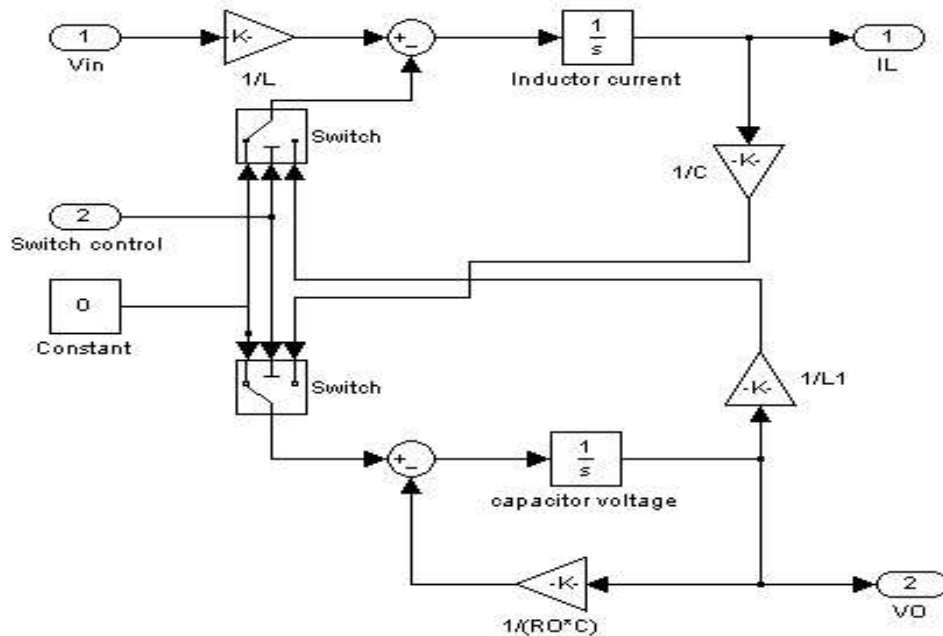 1
Vin
K-
1/L
+
-
1
s
Inductor current
1
IL
Switch
-K-
1/C
2
Switch control
0
Constant
Switch
-K-
1/L1
+
-
1
s
capacitor voltage
-K-
1/(RO*C)
2
VO